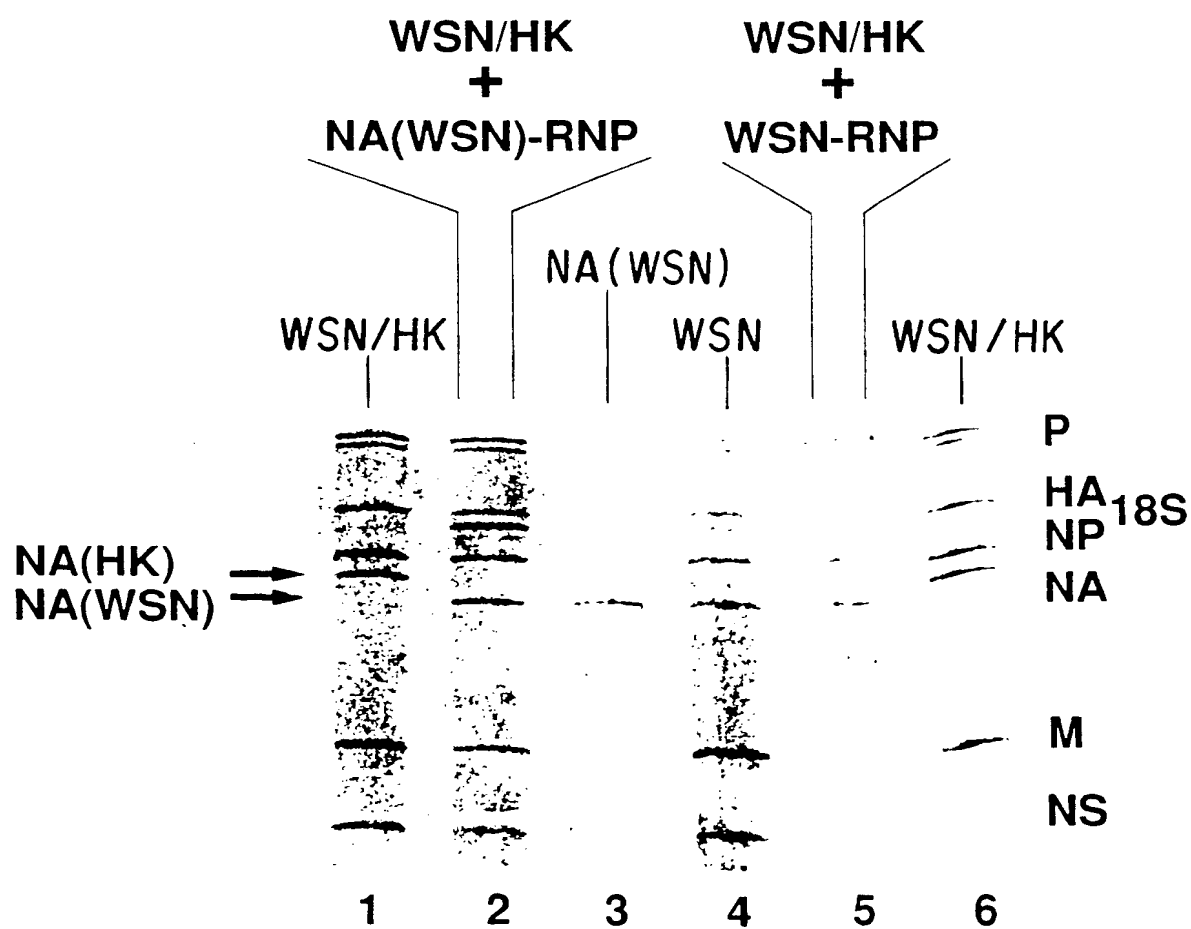 WSN/HK
+
NA(WSN)-RNP
WSN/HK
+
WSN-RNP
NA(WSN)
WSN/HK
WSN
WSN/HK
P
HA
18S
NP
NA
M
NS
NA(HK)
NA(WSN)
1 2 3 4 5 6